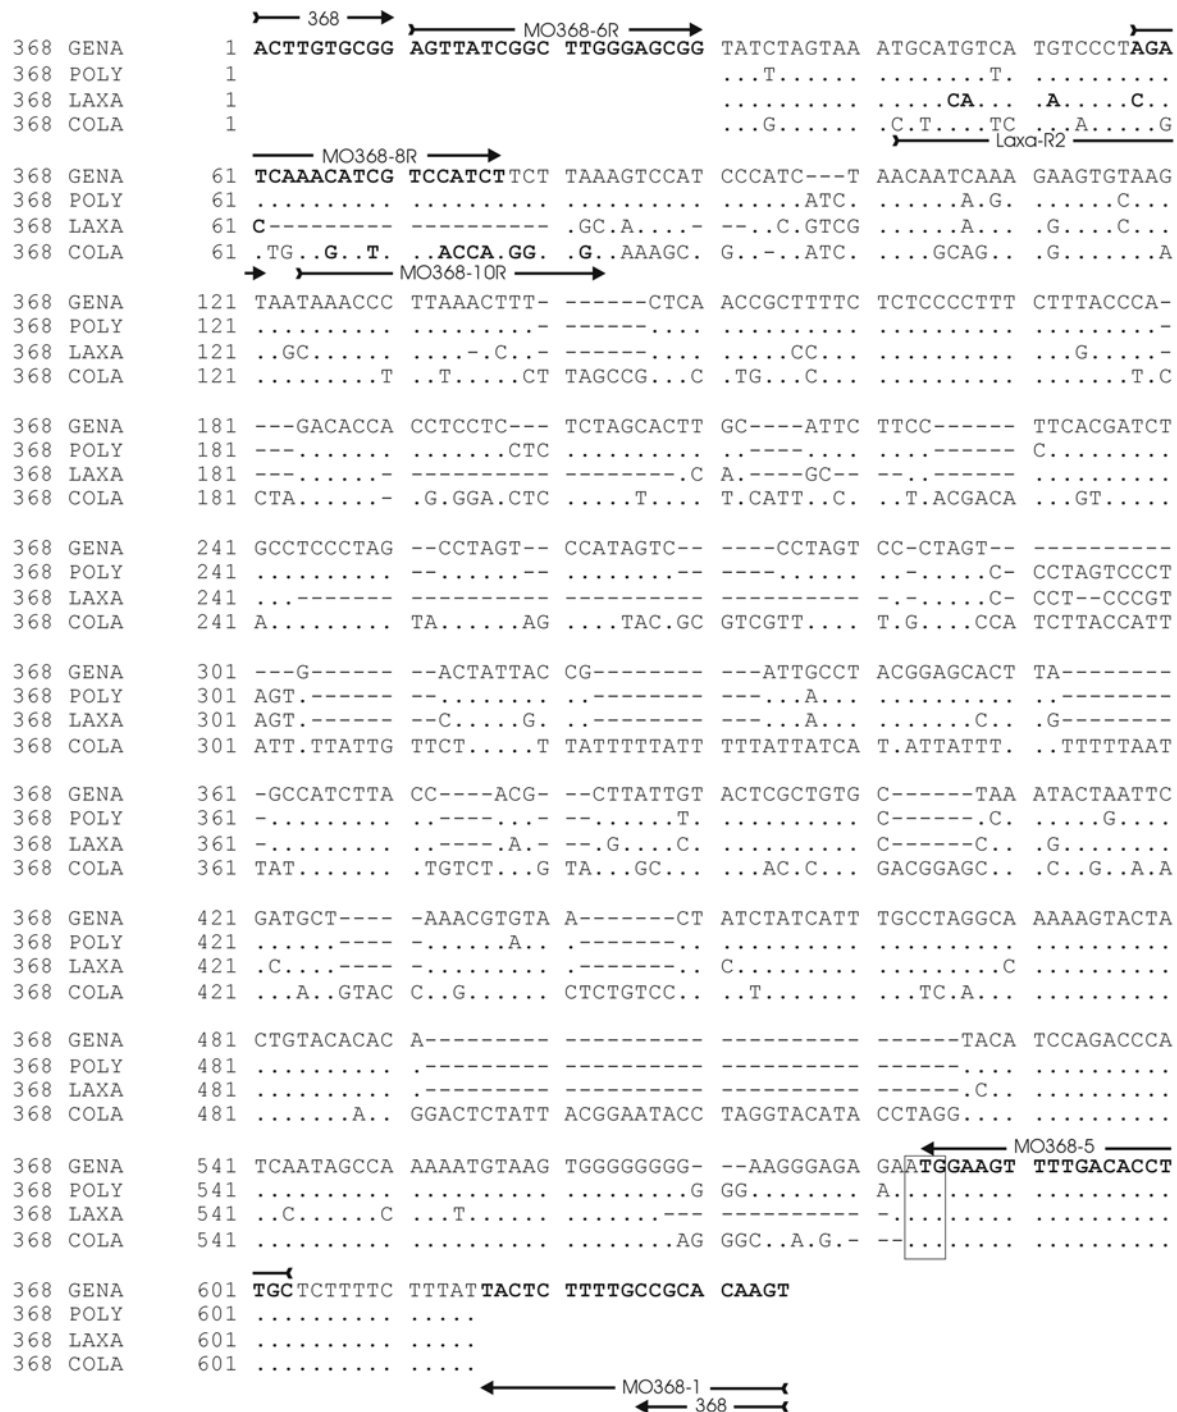 368 MO368-6R
368 GENA 1 ACTTGTGCGG AGTTATCGGC TTGGGAGCGG TATCTAGTAA ATGCATGTCA TGTCCCTAGA
368 POLY 1 ...T...... ....​..T. ..........
368 LAXA 1 .......... ....CA.... .A.....C..
368 COLA 1 ...G...... C.T....TC ...A.....G
Laxa-R2
MO368-8R
368 GENA 61 TCAAACATCG TCCATCTTCT TAAAGTCCAT CCCATC---T AACAATCAAA GAAGTGTAAG
368 POLY 61 .......... .......... .......... ......ATC. .....A.G.. ......C...
368 LAXA 61 C--------- ---------- .GC.A....- --.C.GTCG .....A.... .G....C...
368 COLA 61 .TG..G..T. ..ACCA.GG. .G..AAAGC G..-..ATC. ...GCAG... .G.......A
MO368-10R
368 GENA 121 TAATAAACCC TTAAACTTT- ------CTCA ACCGCTTTTC TCTCCCCTTT CTTTACCCA-
368 POLY 121 .......... .........- ------.... .......... .......... .........-
368 LAXA 121 ..GC...... ....-.C..- ------.... .....CC... .......... ....G....-
368 COLA 121 .........T ..T....CTT TAGCCG...C .TG...C... .......... .......T.C
368 GENA 181 ---GACACCA CCTCCTC--- TCTAGCACTT GC----ATTC TTCC------ TTCACGATCT
368 POLY 181 ---....... .......CTC .......... ..----.... ....------ C.........
368 LAXA 181 ---......- ---------- --------.C A.----GC-- ....------ ..........
368 COLA 181 CTA......- .G.GGA.CTC .....T.... .T.CATT..C. ..T.ACGACA ...GT.....
368 GENA 241 GCCTCCCTAG --CCTAGT-- CCATAGTC-- ----CCTAGT CC-CTAGT-- ----------
368 POLY 241 .......... --......-- ........-- ----...... ..-.....C- CCTAGTCCCT
368 LAXA 241 ...------- ---------- ---------- ---------- -.-.....C- CCT--CCCGT
368 COLA 241 A......... TA......AG ....TAC.GC GTCGTT.... T.G....CCA TCTTACCATT
368 GENA 301 ---G------ --ACTATTAC CG-------- ---ATTGCCT ACGGAGCACT TA--------
368 POLY 301 AGT.------ --........ ..-------- ---...A... .......... ..--------
368 LAXA 301 AGT.------ --C....G.. ..-------- ---...A... .......C.. .G--------
368 COLA 301 ATT.TTATTG TTCT.....T TATTTTTATT TTTATTATCA T.ATTATTT. ..TTTTTAAT
368 GENA 361 -GCCATCTTA CC----ACG- --CTTATTGT ACTCGCTGTG C------TAA ATACTAATTC
368 POLY 361 -......... ..----...- --......T. .......... C------.C. .....G....
368 LAXA 361 -......... ..----.A.- --.G...C.. .......... C------C.. ..G.......
368 COLA 361 TAT....... ..TGTCT...G TA...GC... ...AC.C... GACGGAGC.. .C..G..A.A
368 GENA 421 GATGCT---- -AAACGTGTA A-------CT ATCTATCATT TGCCTAGGCA AAAAGTACTA
368 POLY 421 ......---- -......A.. .-------.. .......... .......... ..........
368 LAXA 421 .C....---- -......... .-------.. C......... .........C ..........
368 COLA 421 ...A..GTAC C..G...... CTCTGTCC.. ..T....... ..TC.A.... ..........
368 GENA 481 CTGTACACAC A--------- ---------- ---------- -----TACA TCCAGACCCA
368 POLY 481 .......... .--------- ---------- ---------- ------.... ..........
368 LAXA 481 .......... .--------- ---------- ---------- ------.C.. ..........
368 COLA 481 .......A.. GGACTCTATT ACGGAATACC TAGGTACATA CCTAGG.... ..........
MO368-5
368 GENA 541 TCAATAGCCA AAAATGTAAG TGGGGGGGG- --AAGGGAGA GAATGGAAGT TTTGACACCT
368 POLY 541 .......... .......... .........G GG........ A......... ..........
368 LAXA 541 ..C......C ...T...... .......--- ---------- -......... ..........
368 COLA 541 .......... .......... ........AG GGGC..A.G.- --........ ..........
368 GENA 601 TGCTCTTTTC TTTATTACTC TTTTGCCGCA CAAGT
368 POLY 601 .......... .....
368 LAXA 601 .......... .....
368 COLA 601 .......... .....
MO368-1
368